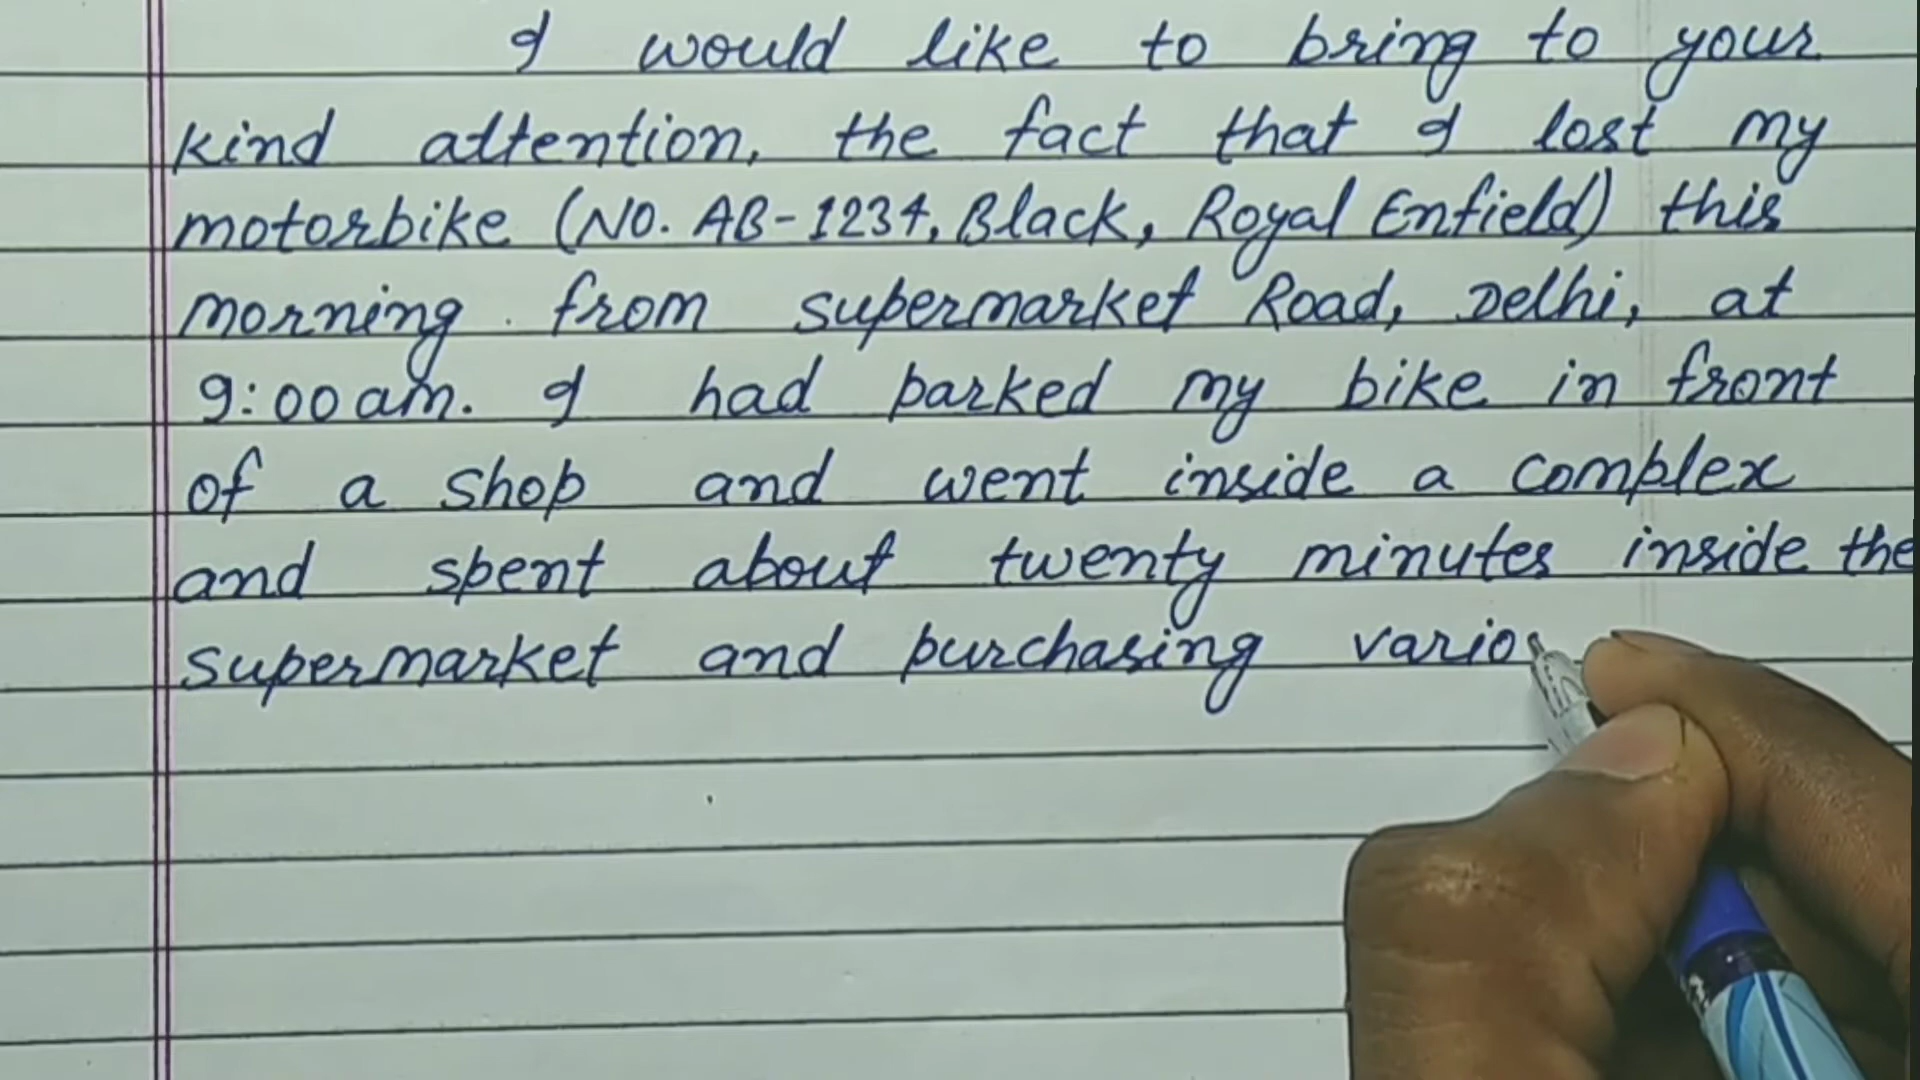 I would like to bring to your
kind attention, the fact that I lost my
motorbike (NO. AB-1234, Black, Royal Enfield) this
morning from supermarket Road, Delhi, at
9:00 am. I had parked my bike in front
of a shop and went inside a complex
and spent about twenty minutes inside the
supermarket and purchasing vario